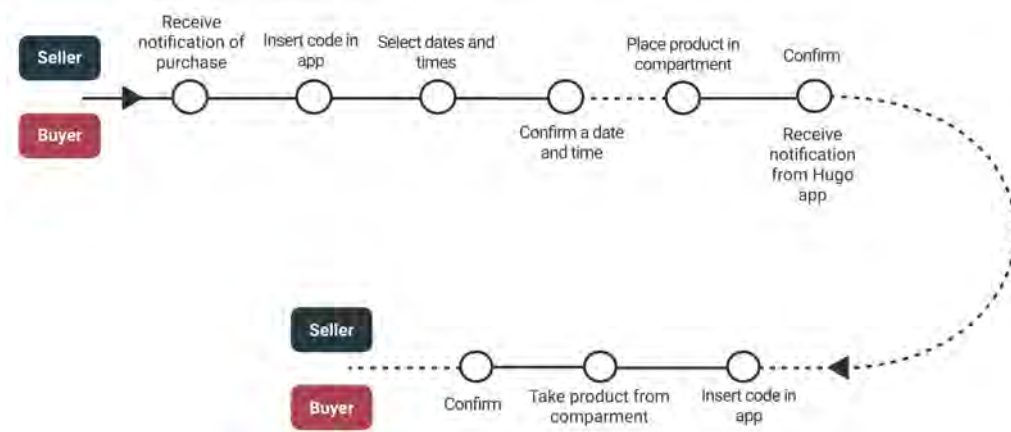 Seller
Receive
notification of
purchase
Insert code in
app
Select dates and
times
Place product in
compartment
Confirm
Buyer
Confirm a date
and time
Receive
notification
from Hugo
app
Seller
Buyer
Confirm
Take product from
comparment
Insert code in
app